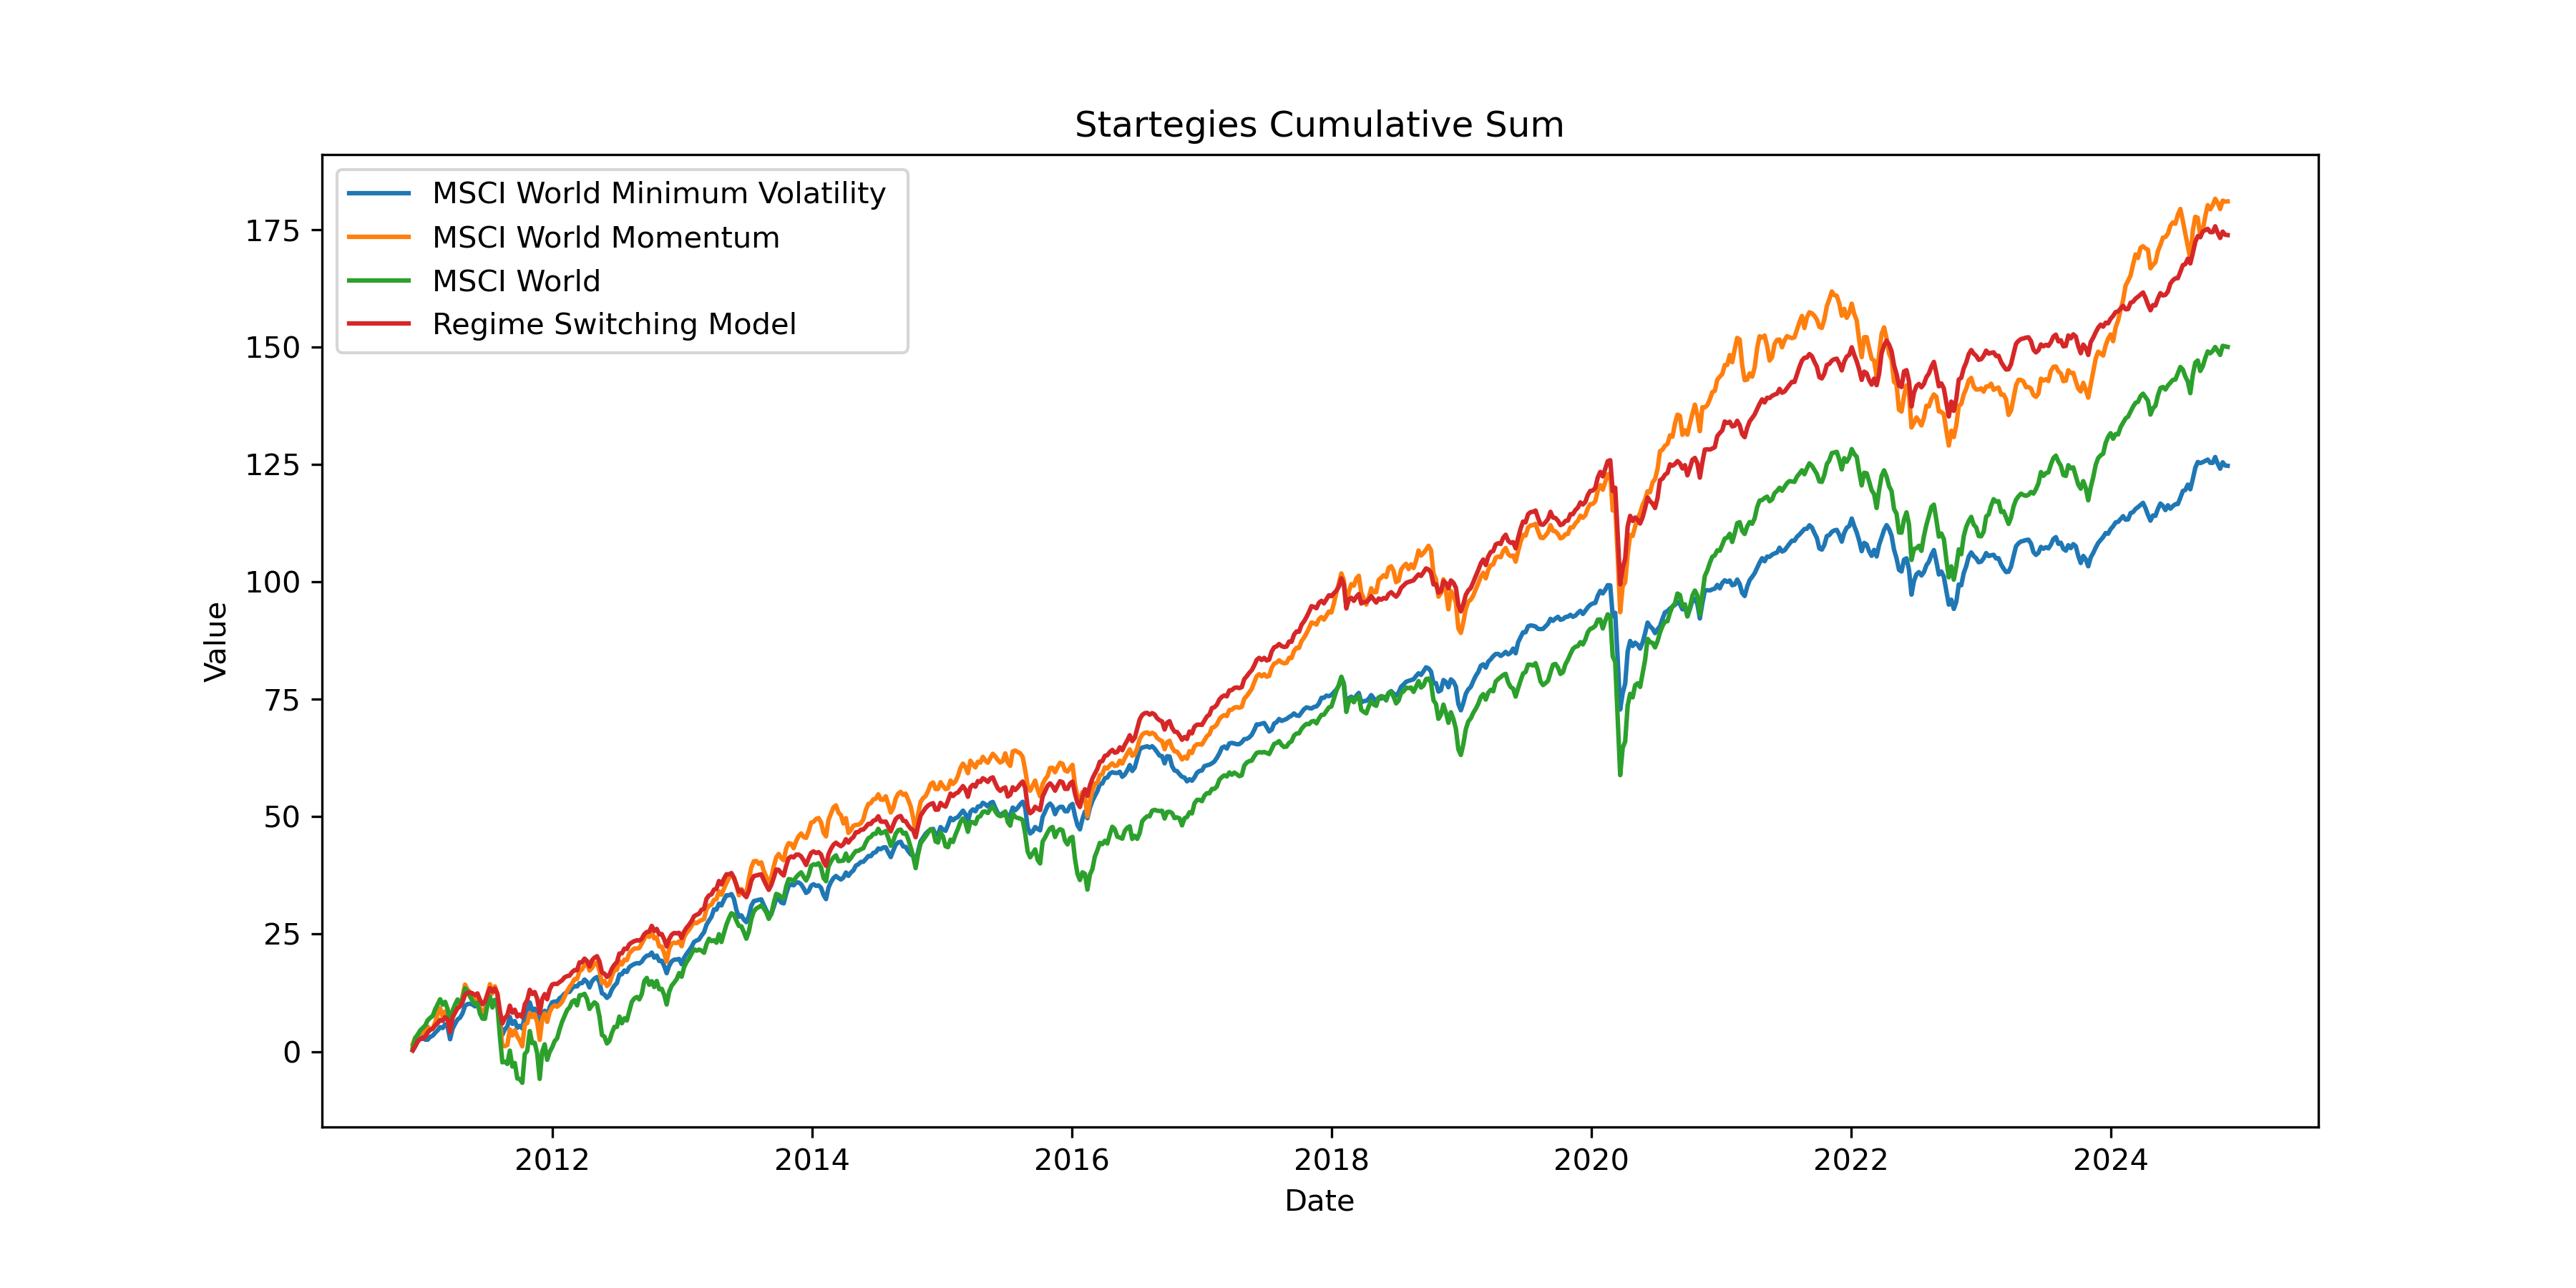 Startegies Cumulative Sum
MSCI World Minimum Volatility
MSCI World Momentum
MSCI World
Regime Switching Model
175
150
125
100
75
50
25
0
Value
2012 2014 2016 2018 2020 2022 2024
Date